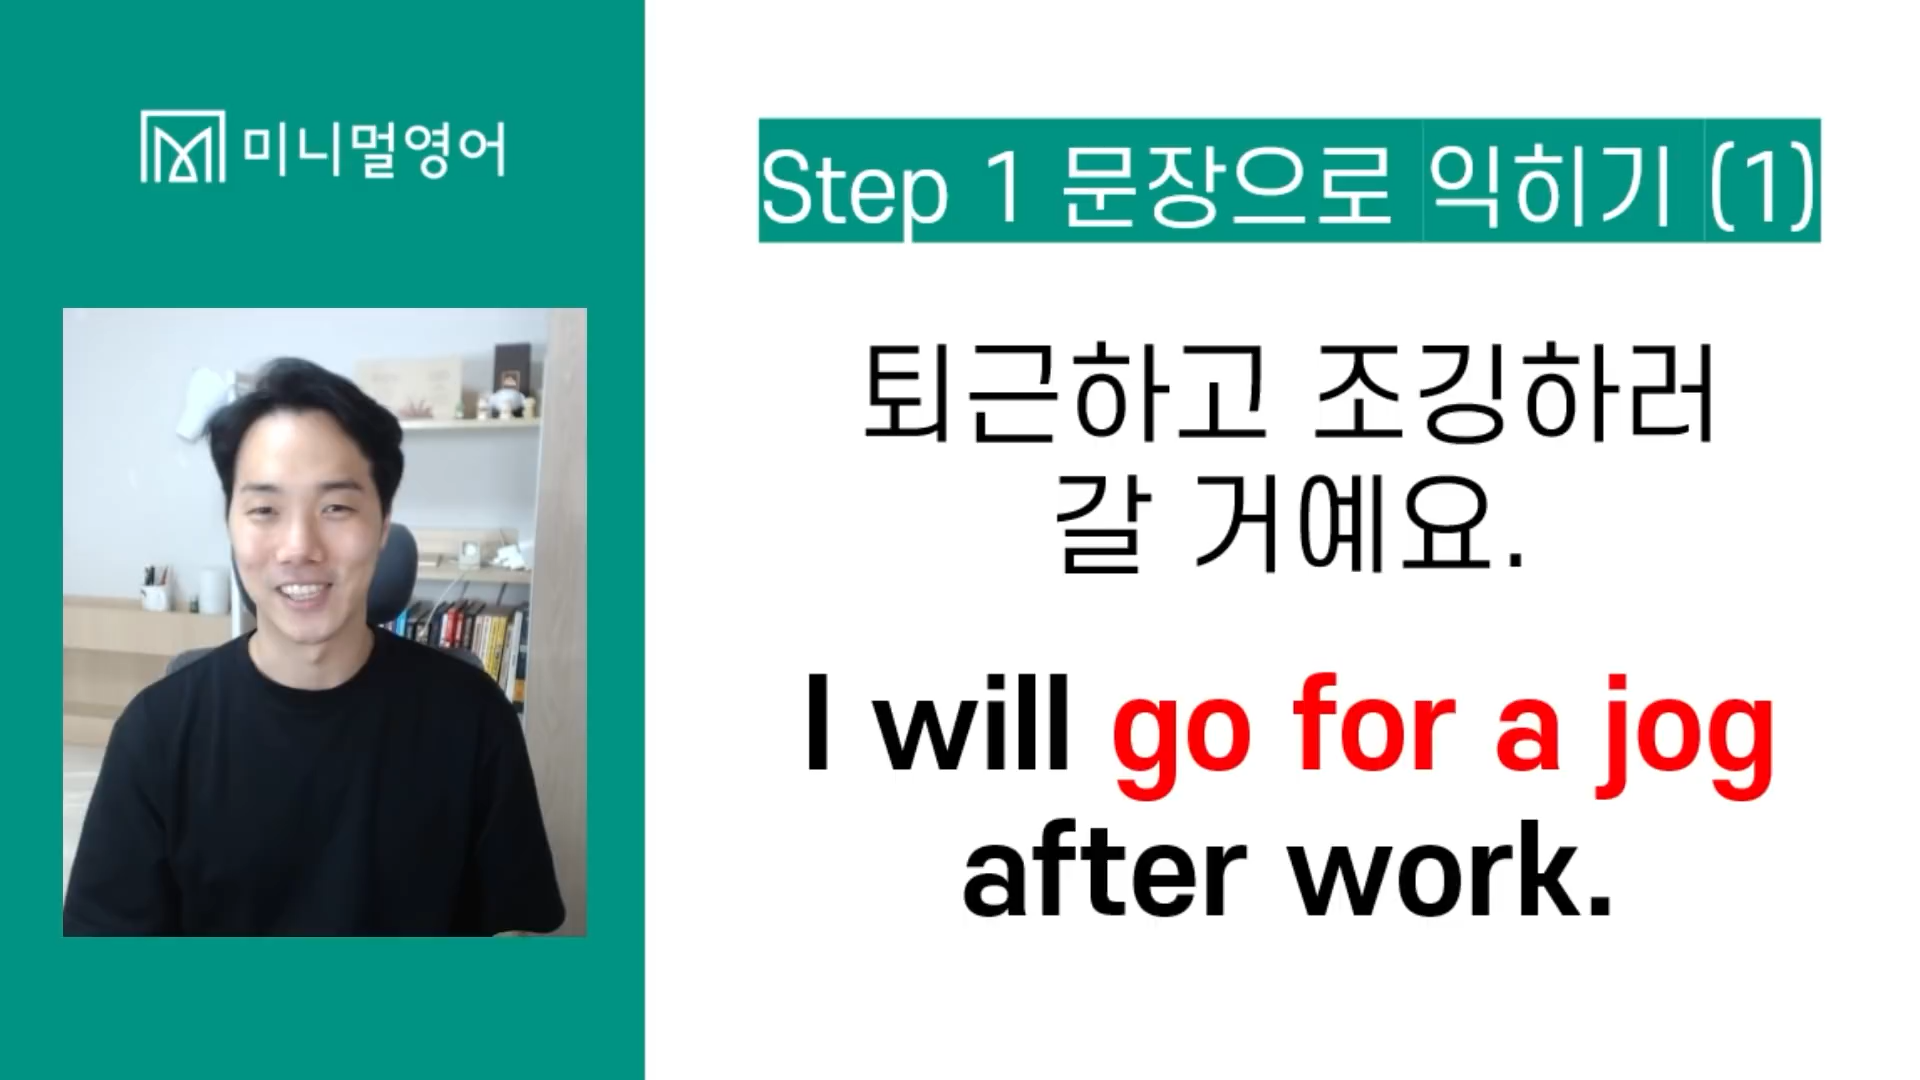 미니멀영어
Step 1 문장으로 익히기 (1)
퇴근하고 조깅하러
갈 거예요.
I will go for a jog
after work.